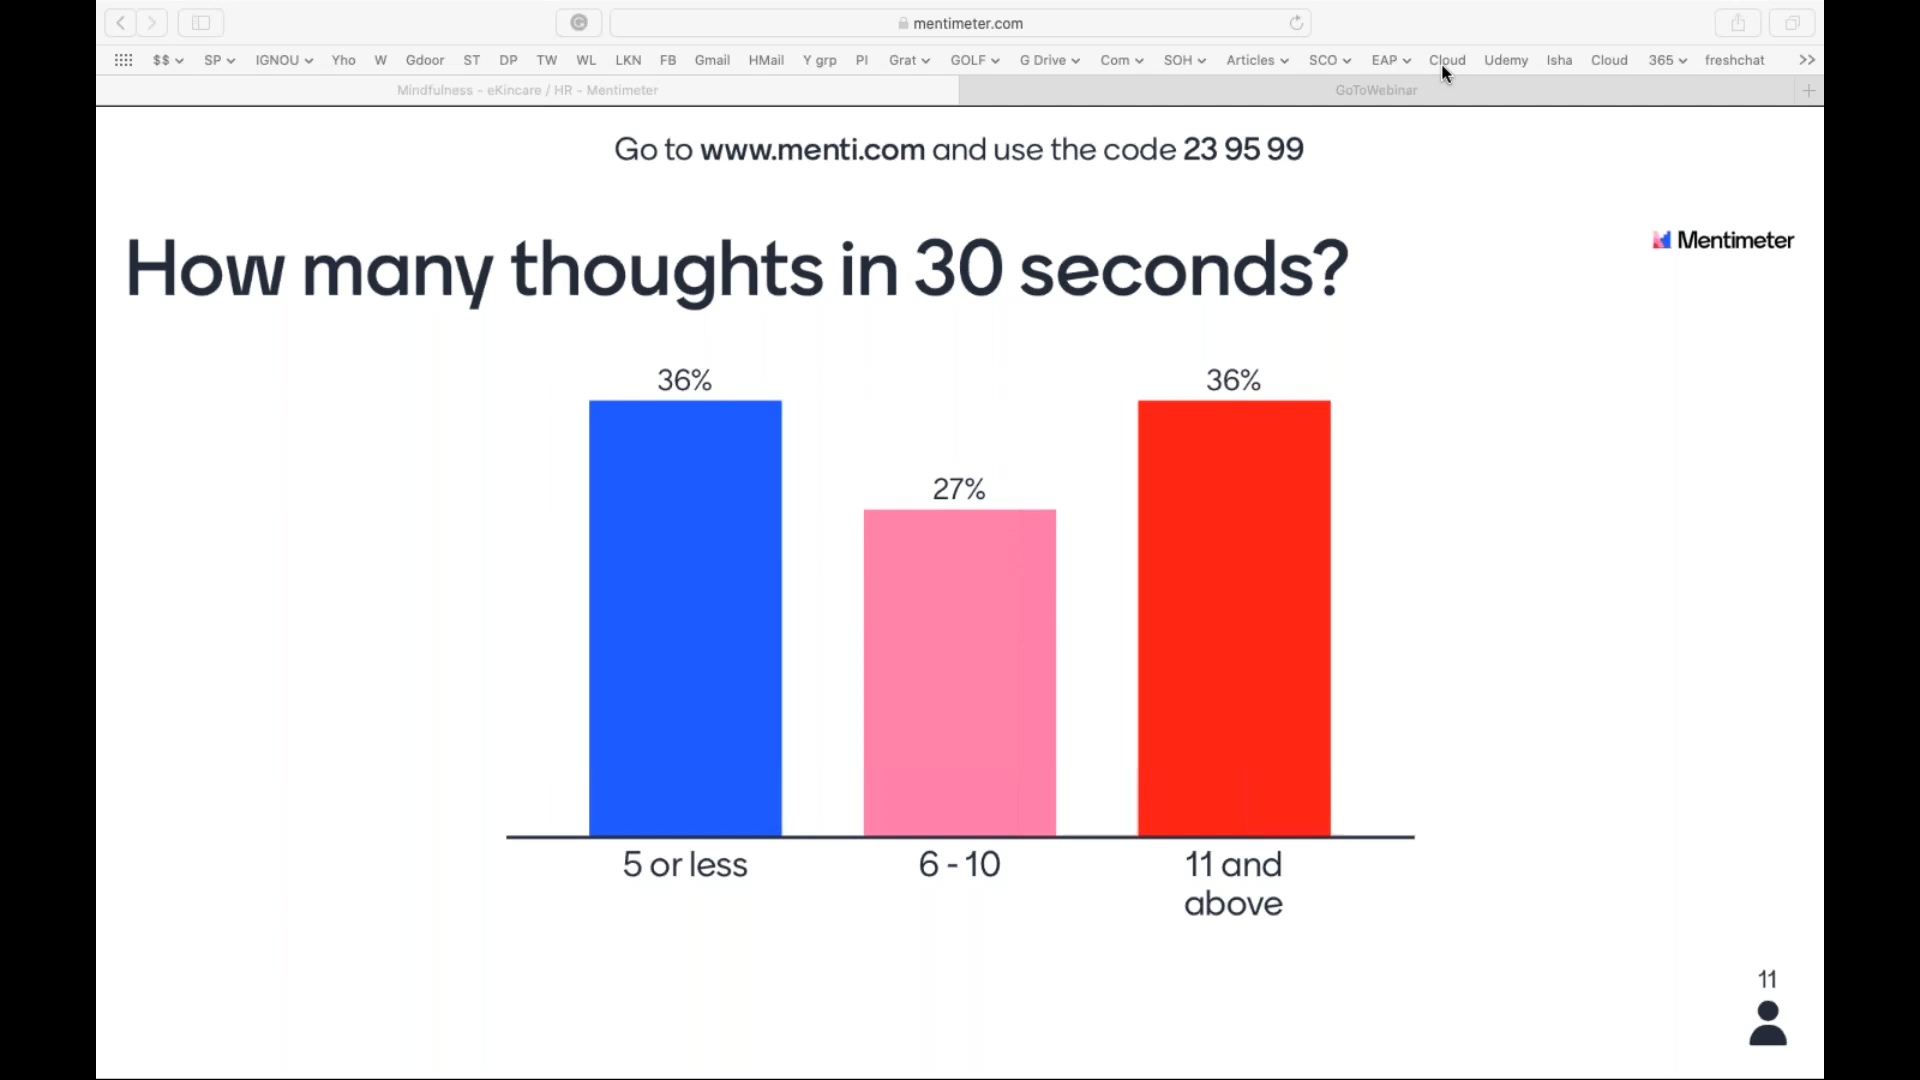 mentimeter.com
$$ SP IGNOU Yho W Gdoor ST DP TW WL LKN FB Gmail HMail Y grp PI Grat GOLF G Drive Com SOH Articles SCO EAP Cloud Udemy Isha Cloud 365 freshchat
Mindfulness - eKincare / HR - Mentimeter
GoToWebinar
Go to www.menti.com and use the code 23 95 99
Mentimeter
How many thoughts in 30 seconds?
36%
27%
36%
5 or less
6 - 10
11 and
above
11